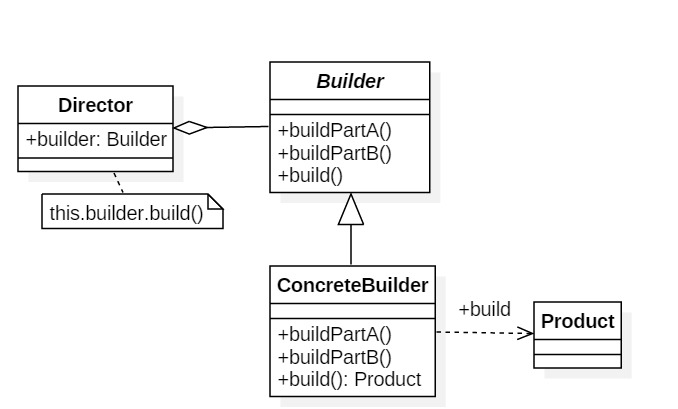 Director
+builder: Builder
this.builder.build()
Builder
+buildPartA()
+buildPartB()
+build()
ConcreteBuilder
+buildPartA()
+buildPartB()
+build(): Product
+build
Product